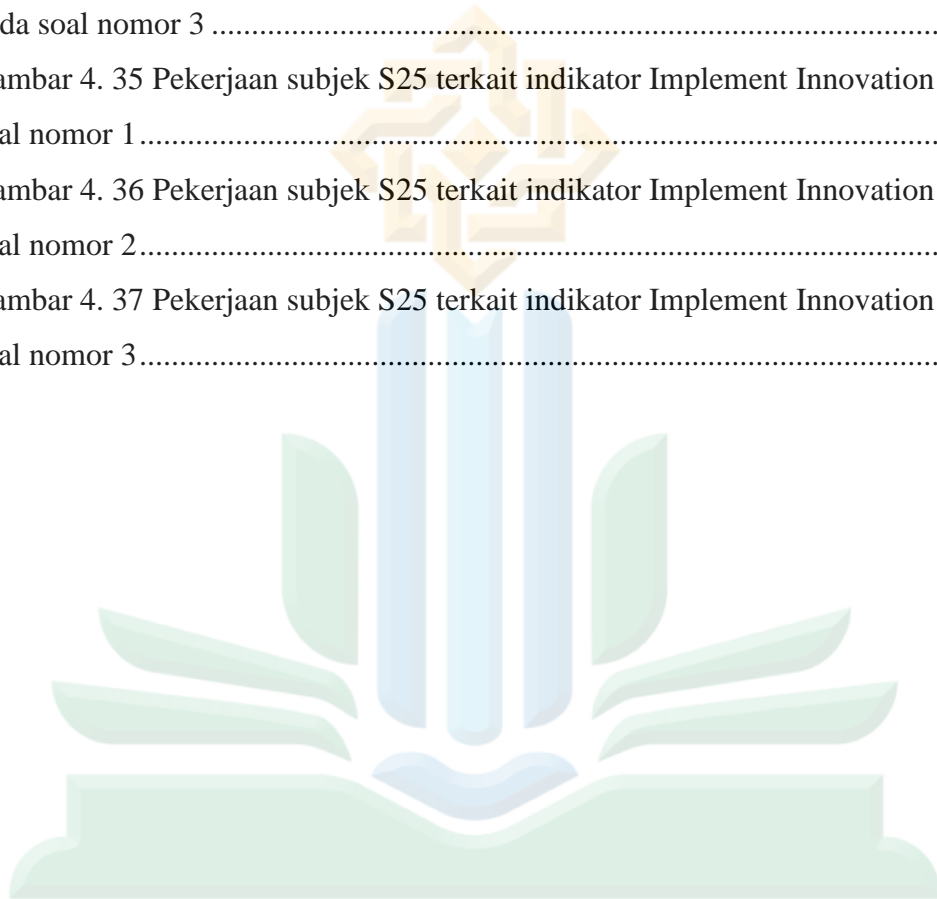 da soal nomor 3 ........................................................................................
ambar 4. 35 Pekerjaan subjek S25 terkait indikator Implement Innovation
al nomor 1 ........................................................................................
ambar 4. 36 Pekerjaan subjek S25 terkait indikator Implement Innovation
al nomor 2 ........................................................................................
ambar 4. 37 Pekerjaan subjek S25 terkait indikator Implement Innovation
al nomor 3 ........................................................................................